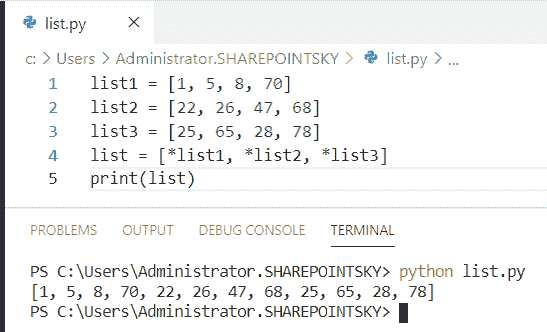 list.py
c: > Users > Administrator.SHAREPOINTSKY > list.py > ...
1 list1 = [1, 5, 8, 70]
2 list2 = [22, 26, 47, 68]
3 list3 = [25, 65, 28, 78]
4 list = [*list1, *list2, *list3]
5 print(list)
PROBLEMS OUTPUT DEBUG CONSOLE TERMINAL
PS C:\Users\Administrator.SHAREPOINTSKY> python list.py
[1, 5, 8, 70, 22, 26, 47, 68, 25, 65, 28, 78]
PS C:\Users\Administrator.SHAREPOINTSKY>